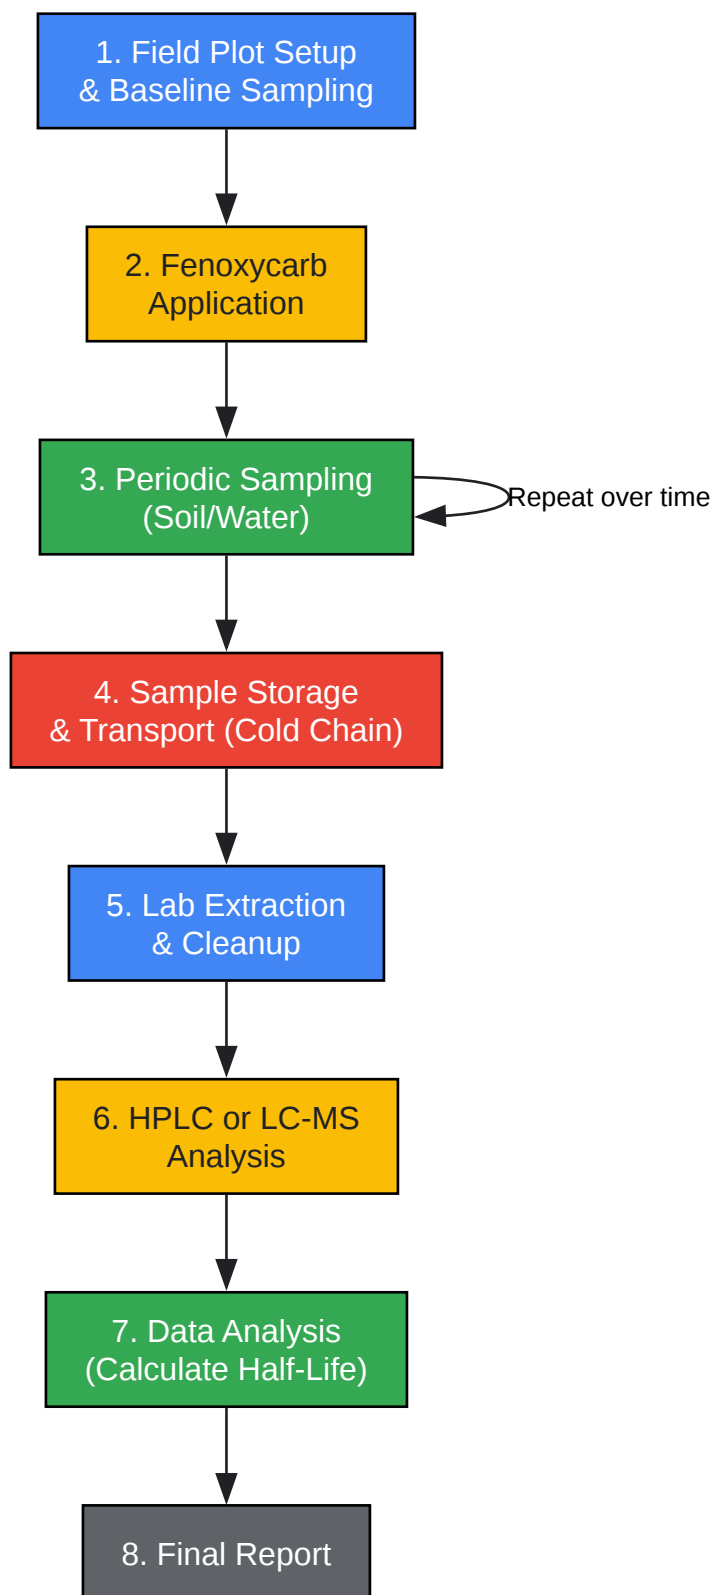 1. Field Plot Setup
& Baseline Sampling
2. Fenoxycarb
Application
3. Periodic Sampling
(Soil/Water)
Repeat over time
4. Sample Storage
& Transport (Cold Chain)
5. Lab Extraction
& Cleanup
6. HPLC or LC-MS
Analysis
7. Data Analysis
(Calculate Half-Life)
8. Final Report